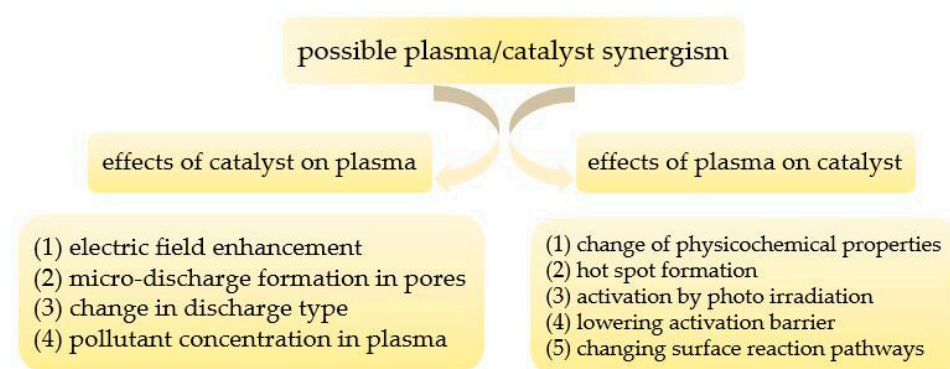 possible plasma/catalyst synergism
effects of catalyst on plasma
effects of plasma on catalyst
(1) electric field enhancement
(2) micro-discharge formation in pores
(3) change in discharge type
(4) pollutant concentration in plasma
(1) change of physicochemical properties
(2) hot spot formation
(3) activation by photo irradiation
(4) lowering activation barrier
(5) changing surface reaction pathways